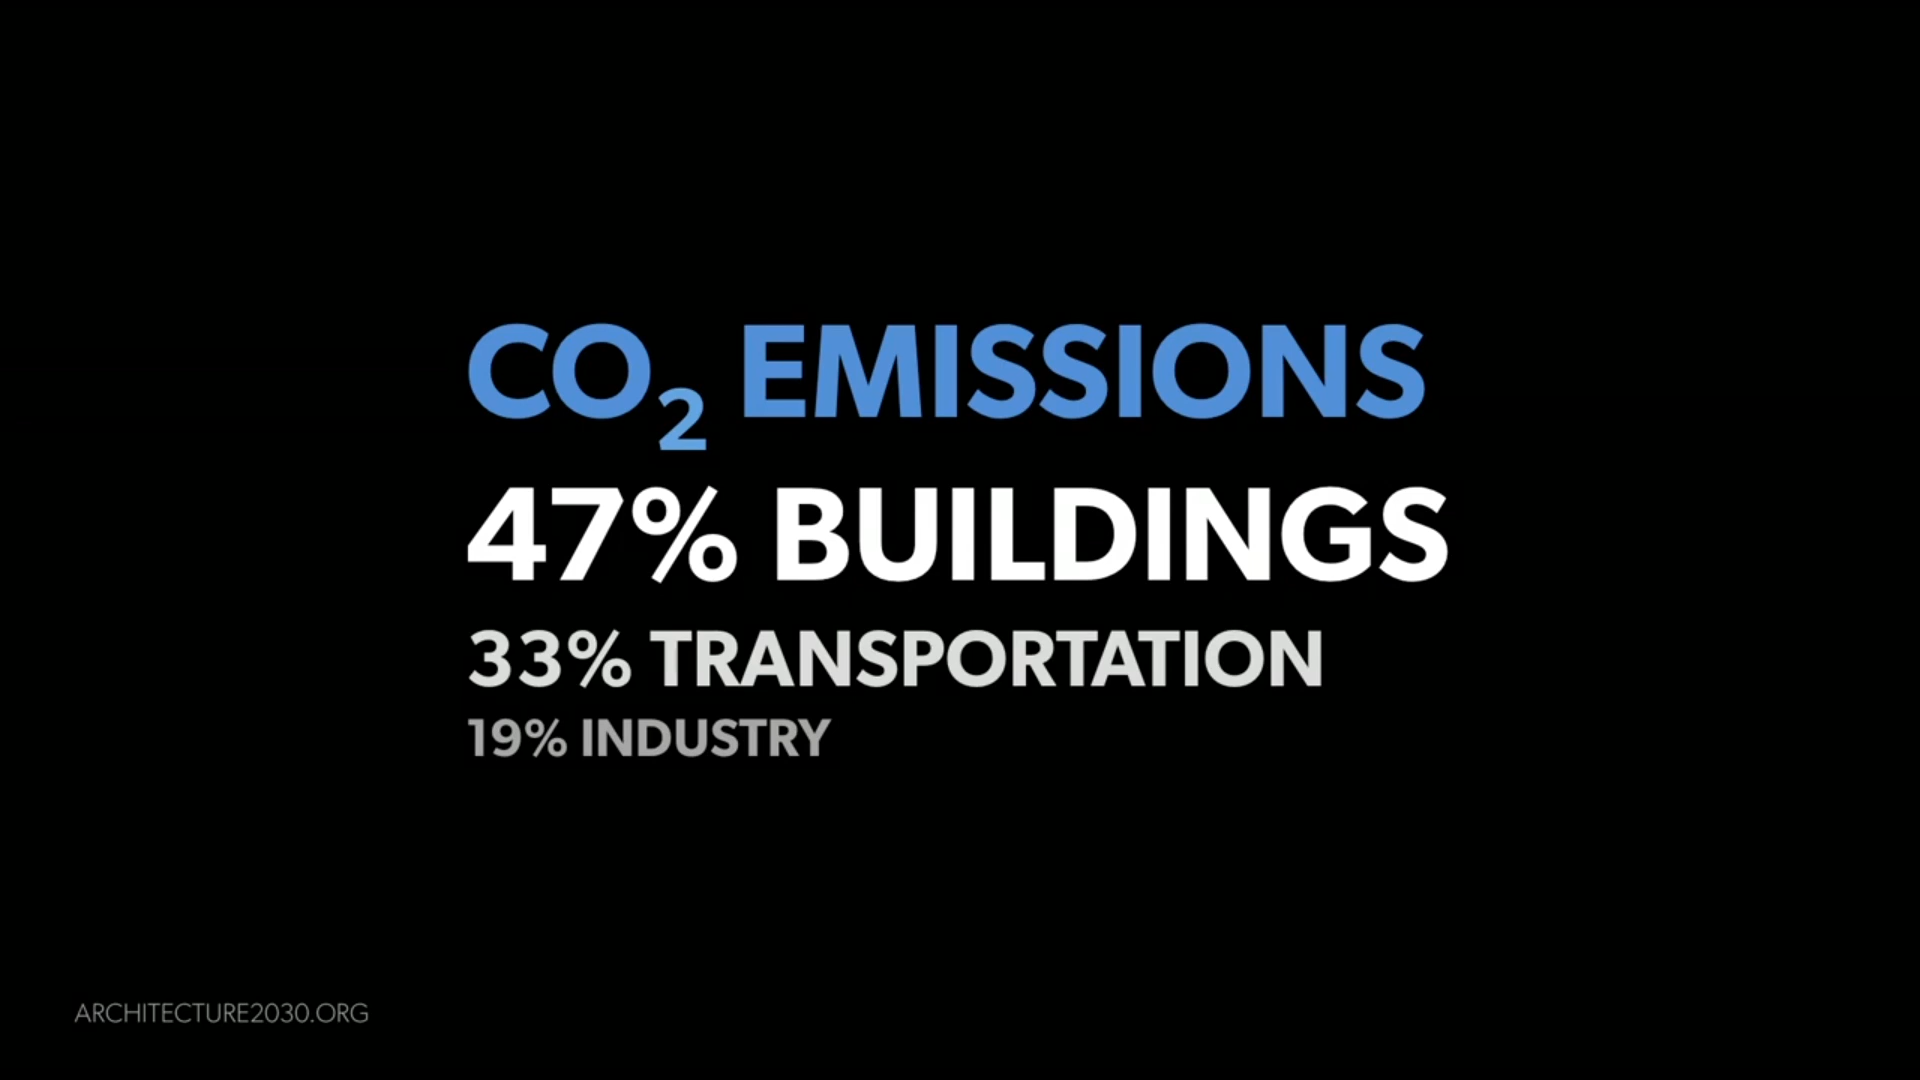 CO₂ EMISSIONS
47% BUILDINGS
33% TRANSPORTATION
19% INDUSTRY
ARCHITECTURE2030.ORG